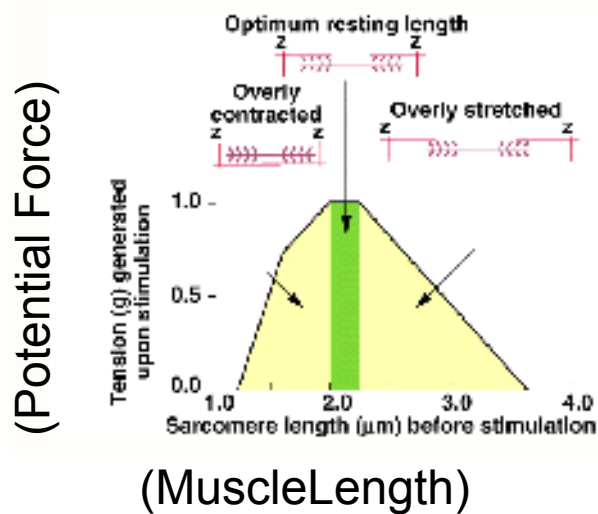 Optimum resting length
z z
Overly
contracted
z z
Overly stretched
z z
(Potential Force)
Tension (g) generated
upon stimulation
1.0
0.5
0.0
1.0 2.0 3.0 4.0
Sarcomere length (μm) before stimulation
(MuscleLength)